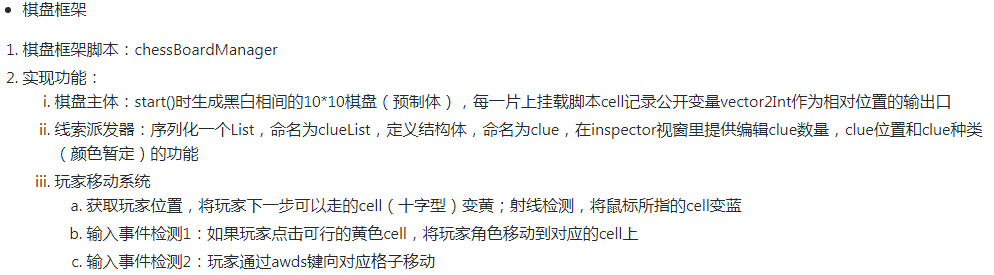 • 棋盘框架
1. 棋盘框架脚本：chessBoardManager
2. 实现功能：
i. 棋盘主体：start()时生成黑白相间的10*10棋盘（预制体），每一片上挂载脚本cell记录公开变量vector2Int作为相对位置的输出口
ii. 线索派发器：序列化一个List，命名为clueList，定义结构体，命名为clue，在inspector视窗里提供编辑clue数量，clue位置和clue种类
（颜色暂定）的功能
iii. 玩家移动系统
a. 获取玩家位置，将玩家下一步可以走的cell（十字型）变黄；射线检测，将鼠标所指的cell变蓝
b. 输入事件检测1：如果玩家点击可行的黄色cell，将玩家角色移动到对应的cell上
c. 输入事件检测2：玩家通过awds键向对应格子移动